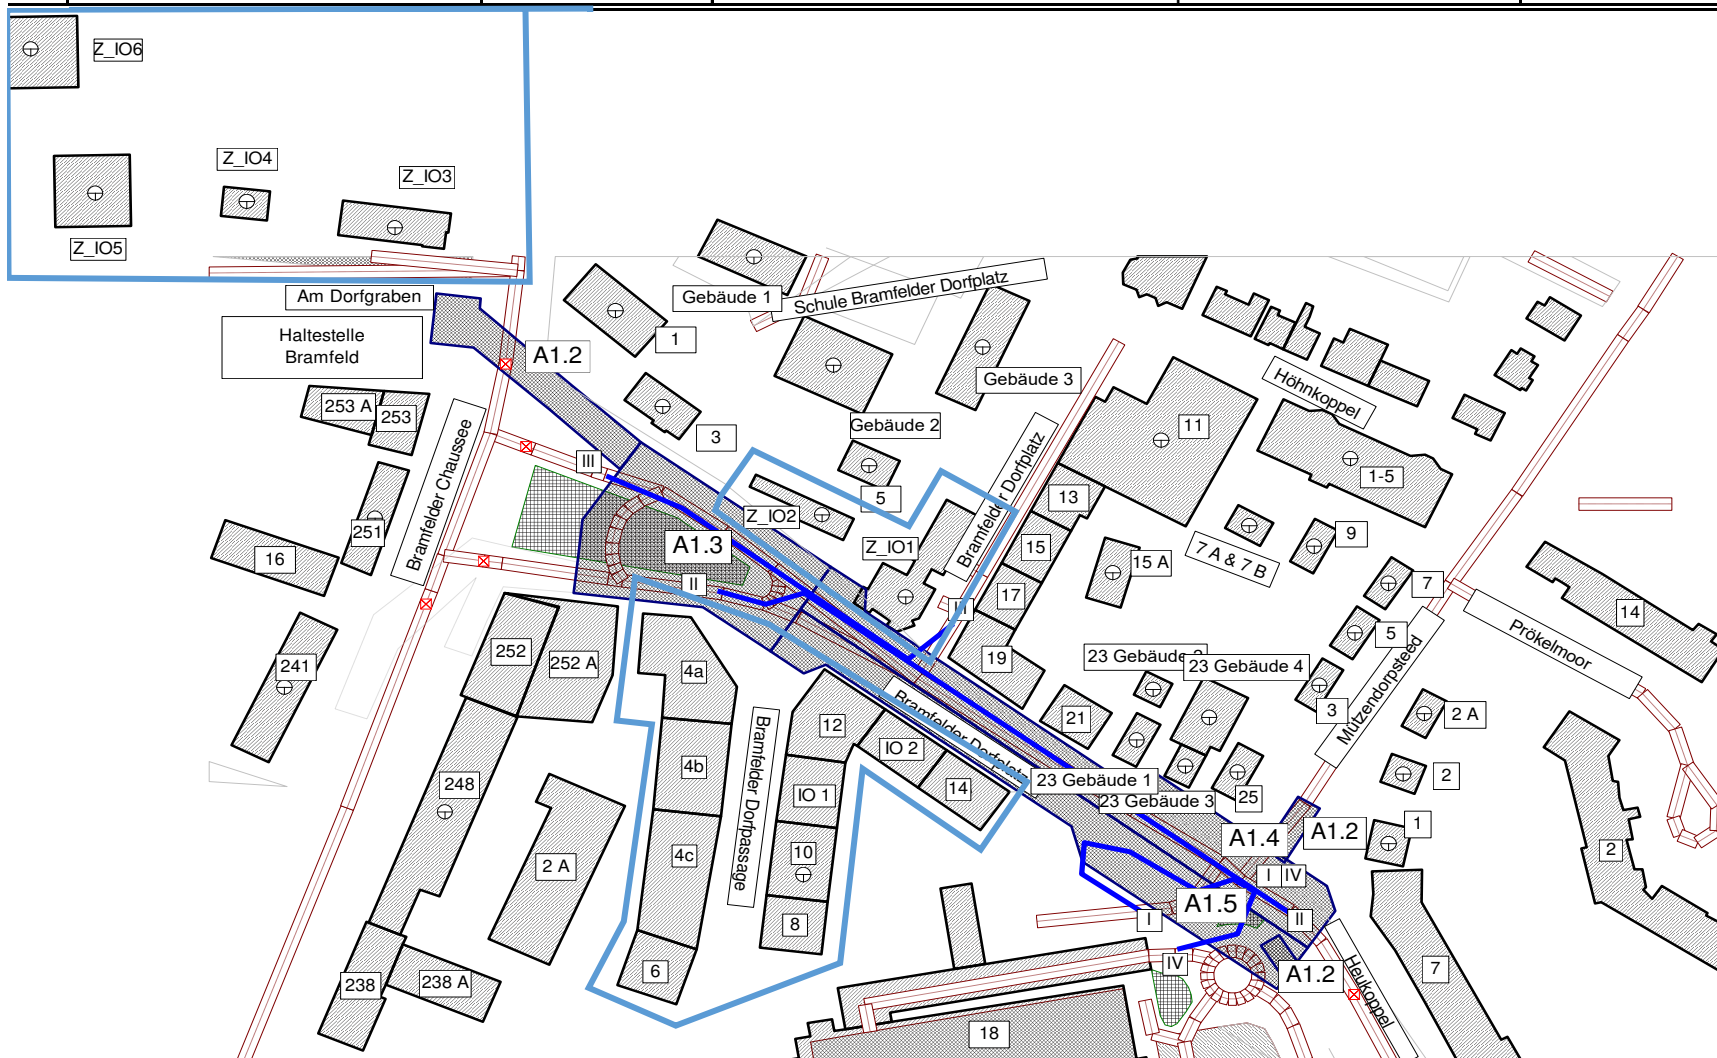 Z_IO6
Z_IO4
Z_IO3
Z_IO5
Am Dorfgraben
Haltestelle
Bramfeld
Gebäude 1
Schule Bramfelder Dorfplatz
1
A1.2
Gebäude 3
Höhnkoppel
253 A
253
3
Gebäude 2
11
1-5
Bramfelder Chaussee
III
5
Bramfelder Dorfplatz
13
Z_IO2
251
16
A1.3
Z_IO1
15
15 A
7 A & 7 B
9
II
III
17
7
14
5
Prökelmoor
241
252
252 A
4a
19
23 Gebäude 4
3
Mützendorpsteed
2 A
Bramfelder Dorfplatz
12
21
IO 2
Bramfelder Dorfpassage
248
4b
IO 1
14
23 Gebäude 1
23 Gebäude 3
25
2
A1.4
A1.2
1
2
4c
10
2 A
I
IV
A1.5
I
II
8
6
238
238 A
IV
A1.2
Heukoppel
7
18